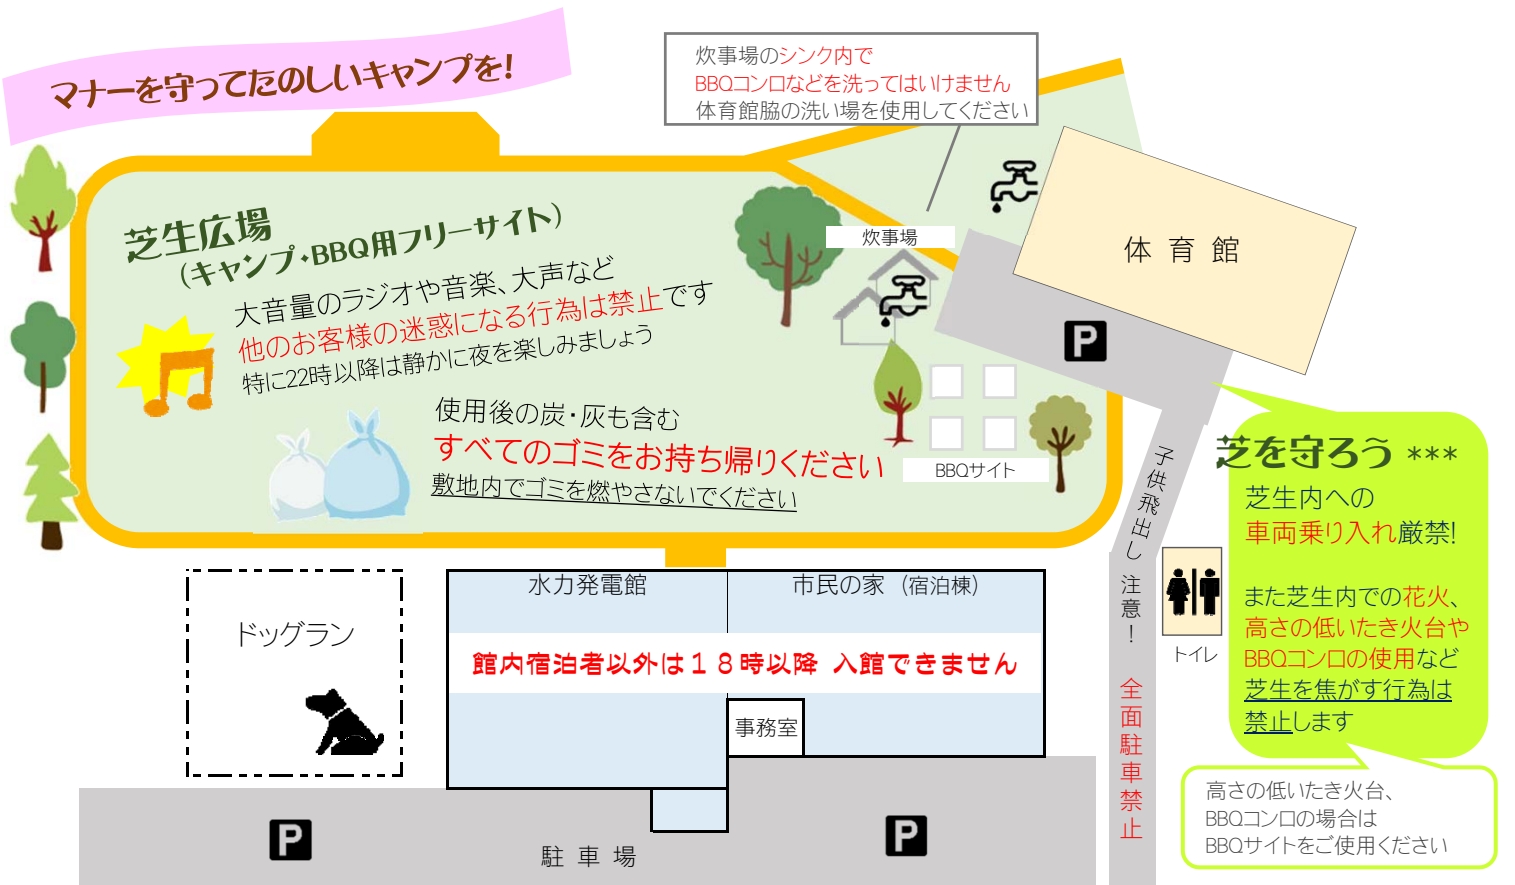 マナーを守ってたのしいキャンプを!
炊事場のシンク内で
BBQコンロなどを洗ってはいけません
体育館脇の洗い場を使用してください
芝生広場
(キャンプ・BBQ用フリーサイト)
大音量のラジオや音楽、大声など
他のお客様の迷惑になる行為は禁止です
特に22時以降は静かに夜を楽しみましょう
使用後の炭・灰も含む
すべてのゴミをお持ち帰りください
敷地内でゴミを燃やさないでください
炊事場
体育館
P
BBQサイト
子供飛出し注意!
全面駐車禁止
トイレ
芝を守ろう ***
芝生内への
車両乗り入れ厳禁!
また芝生内での花火、
高さの低いたき火台や
BBQコンロの使用など
芝生を焦がす行為は
禁止します
高さの低いたき火台、
BBQコンロの場合は
BBQサイトをご使用ください
ドッグラン
水力発電館
市民の家 (宿泊棟)
館内宿泊者以外は18時以降 入館できません
事務室
P
駐車場
P